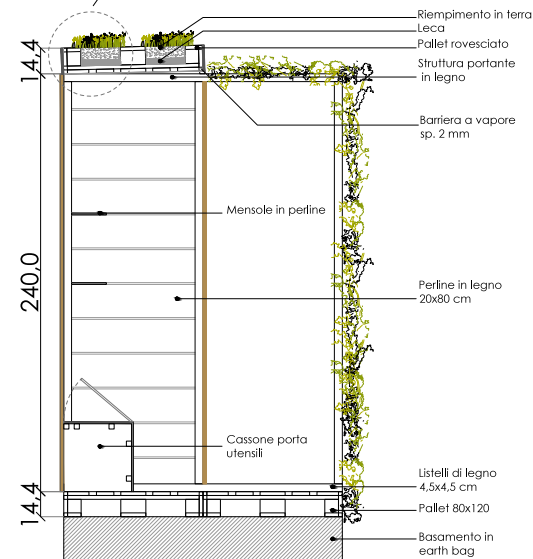 Riempimento in terra
Leca
Pallet rovesciato
Struttura portante
in legno
Barriera a vapore
sp. 2 mm
Mensole in perline
Perline in legno
20x80 cm
Cassone porta
utensili
Listelli di legno
4,5x4,5 cm
Pallet 80x120
Basamento in
earth bag
14,4
240,0
14,4